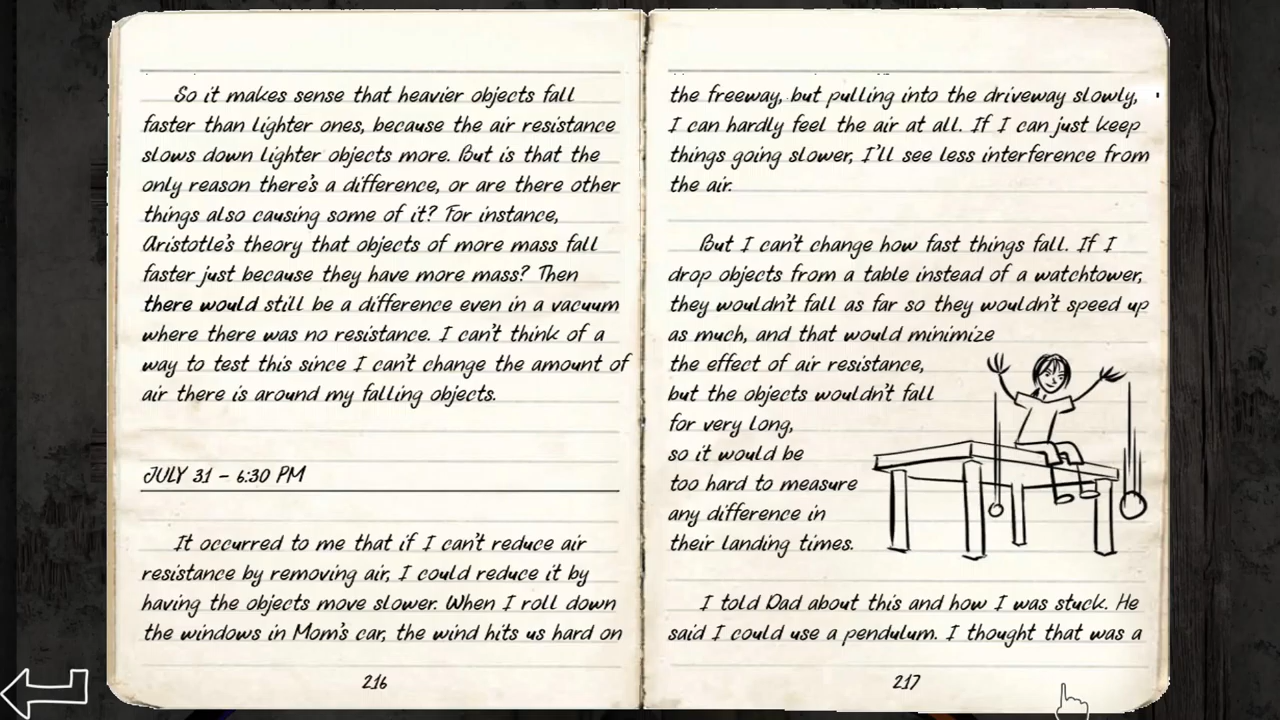 So it makes sense that heavier objects fall
faster than lighter ones, because the air resistance
slows down lighter objects more. But is that the
only reason there's a difference, or are there other
things also causing some of it? For instance,
Aristotle's theory that objects of more mass fall
faster just because they have more mass? Then
there would still be a difference even in a vacuum
where there was no resistance. I can't think of a
way to test this since I can't change the amount of
air there is around my falling objects.
JULY 31 - 6:30 PM
It occurred to me that if I can't reduce air
resistance by removing air, I could reduce it by
having the objects move slower. When I roll down
the windows in Mom's car, the wind hits us hard on
216
the freeway, but pulling into the driveway slowly,
I can hardly feel the air at all. If I can just keep
things going slower, I'll see less interference from
the air.
But I can't change how fast things fall. If I
drop objects from a table instead of a watchtower,
they wouldn't fall as far so they wouldn't speed up
as much, and that would minimize
the effect of air resistance,
but the objects wouldn't fall
for very long,
so it would be
too hard to measure
any difference in
their landing times.
I told Dad about this and how I was stuck. He
said I could use a pendulum. I thought that was a
217